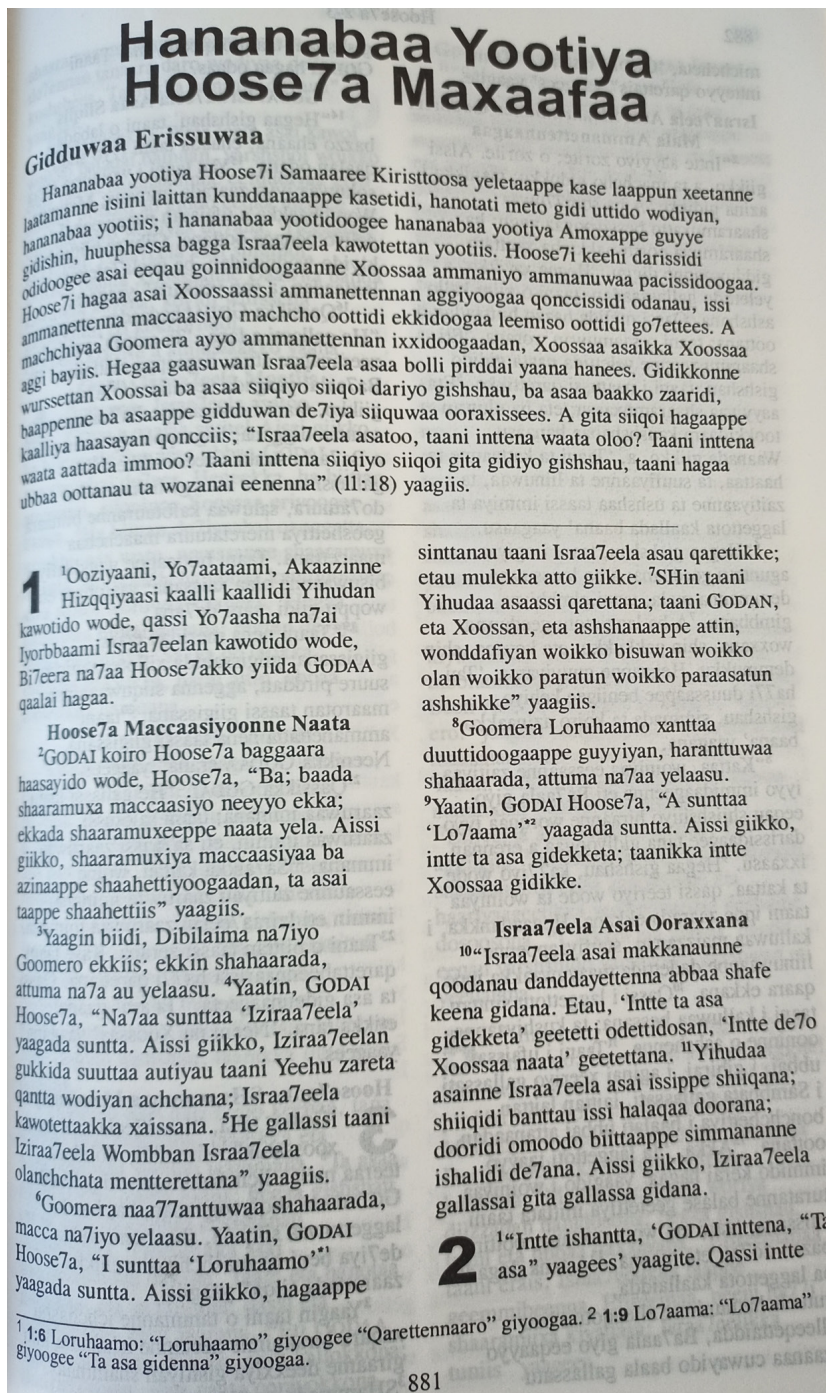 Hananabaa Yootiya
Hoose7a Maxaafaa
Gidduwaa Erissuwaa
Hananabaa yootiya Hoose7i Samaaree Kiristtoosa yeletaappe kase laappun xeetanne
laatamanne isiini laittan kunddanaappe kasetidi, hanotati meto gidi uttido wodiyan,
hananabaa yootiis; i hananabaa yootidoogee hananabaa yootiya Amoxappe guyye
gidishin, huuphessa bagga Israa7eela kawotettan yootiis. Hoose7i keehi darissidi
odidoogee asai eeqau goinnidoogaanne Xoossaa ammaniyo ammanuwaa pacissidoogaa.
Hoose7i hagaa asai Xoossaassi ammanettennan aggiyoogaa qonccissidi odanau, issi
ammanettenna maccaasiyo machcho oottidi ekkidoogaa leemiso oottidi go7ettees. A
machchiyaa Goomera ayyo ammanettennan ixxidoogaadan, Xoossaa asaikka Xoossaa
aggi bayiis. Hegaa gaasuwan Israa7eela asaa bolli pirddai yaana hanees. Gidikkonne
wurssettan Xoossai ba asaa siiqiyo siiqoi dariyo gishshau, ba asaa baakko zaaridi,
baappenne ba asaappe gidduwan de7iya siiquwaa ooraxissees. A gita siiqoi hagaappe
kaalliya haasayan qoncciis; “Israa7eela asatoo, taani inttena waata oloo? Taani inttena
waata aattada immoo? Taani inttena siiqiyo siiqoi gita gidiyo gishshau, taani hagaa
ubbaa oottanau ta wozanai eenenna” (11:18) yaagiis.
1 ¹Ooziyaani, Yo7aataami, Akaazinne
Hizqqiyaasi kaalli kaallidi Yihudan
kawotido wode, qassi Yo7aasha na7ai
Iyorbbaami Israa7eelan kawotido wode,
Bi7eera na7aa Hoose7akko yiida GODAA
qaalai hagaa.
Hoose7a Maccaasiyoonne Naata
²GODAI koiro Hoose7a baggaara
haasayido wode, Hoose7a, “Ba; baada
shaaramuxa maccaasiyo neeyyo ekka;
ekkada shaaramuxeeppe naata yela. Aissi
giikko, shaaramuxiya maccaasiyaa ba
azinaappe shaahettiyoogaadan, ta asai
taappe shaahettiis” yaagiis.
³Yaagin biidi, Dibilaima na7iyo
Goomero ekkiis; ekkin shahaarada,
attuma na7a au yelaasu. ⁴Yaatin, GODAI
Hoose7a, “Na7aa sunttaa ‘Iziraa7eela’
yaagada suntta. Aissi giikko, Iziraa7eelan
gukkida suuttaa autiyau taani Yeehu zareta
qantta wodiyan achchana; Israa7eela
kawotettaakka xaissana. ⁵He gallassi taani
Iziraa7eela Wombban Israa7eela
olanchchata mentterettana” yaagiis.
⁶Goomera naa77anttuwaa shahaarada,
macca na7iyo yelaasu. Yaatin, GODAI
Hoose7a, “I sunttaa ‘Loruhaamo’*¹
yaagada suntta. Aissi giikko, hagaappe
sinttanau taani Israa7eela asau qarettikke;
etau mulekka atto giikke. ⁷SHin taani
Yihudaa asaassi qarettana; taani GODAN,
eta Xoossan, eta ashshanaappe attin,
wonddafiyan woikko bisuwan woikko
olan woikko paratun woikko paraasatun
ashshikke” yaagiis.
⁸Goomera Loruhaamo xanttaa
duuttidoogaappe guyyiyan, haranttuwaa
shahaarada, attuma na7aa yelaasu.
⁹Yaatin, GODAI Hoose7a, “A sunttaa
‘Lo7aama’*² yaagada suntta. Aissi giikko,
intte ta asa gidekketa; taanikka intte
Xoossaa gidikke.
Israa7eela Asai Ooraxxana
¹⁰“Israa7eela asai makkanaunne
qoodanau danddayettenna abbaa shafe
keena gidana. Etau, ‘Intte ta asa
gidekketa’ geetetti odettidosan, ‘Intte de7o
Xoossaa naata’ geetettana. ¹¹Yihudaa
asainne Israa7eela asai issippe shiiqana;
shiiqidi banttau issi halaqaa doorana;
dooridi omoodo biittaappe simmananne
ishalidi de7ana. Aissi giikko, Iziraa7eela
gallassai gita gallassa gidana.
2 ¹“Intte ishantta, ‘GODAI inttena, “Ta
asa” yaagees’ yaagite. Qassi intte
1 1:6 Loruhaamo: “Loruhaamo” giyoogee “Qarettennaaro” giyoogaa. 2 1:9 Lo7aama: “Lo7aama”
giyoogee “Ta asa gidenna” giyoogaa.
881